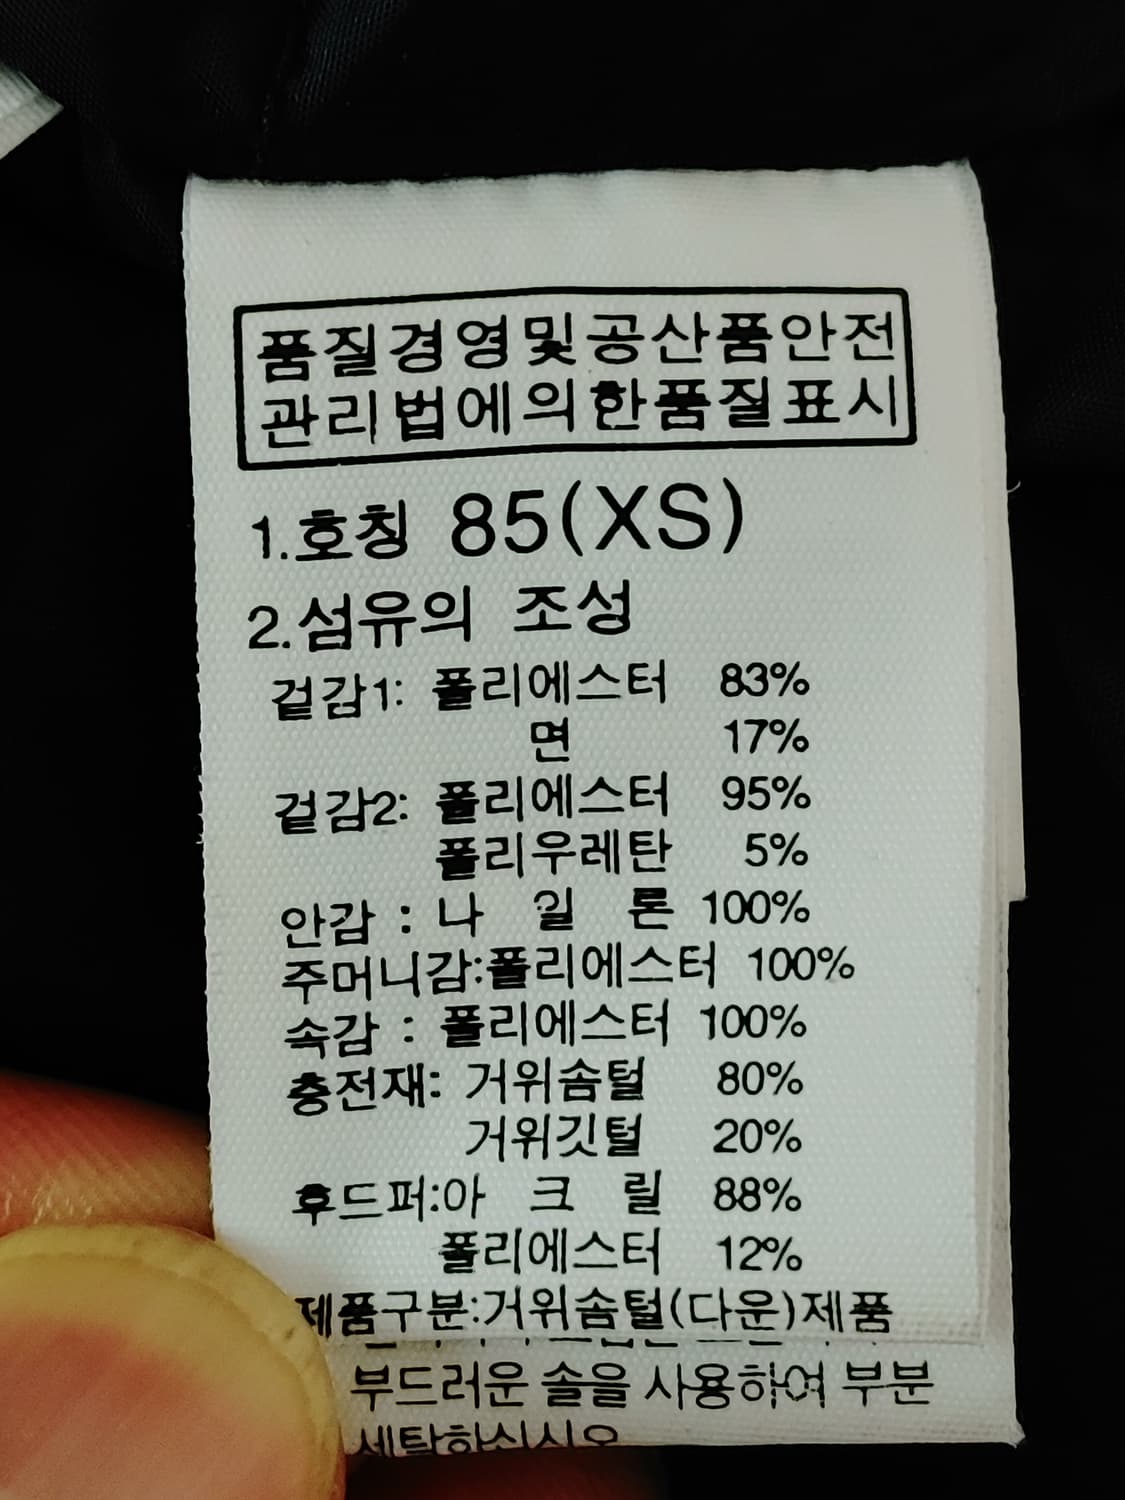 품질경영및공산품안전
관리법에의한품질표시
1.호칭 85(XS)
2.섬유의 조성
겉감1: 폴리에스터 83%
면 17%
겉감2: 폴리에스터 95%
폴리우레탄 5%
안감 : 나 일 론 100%
주머니감:폴리에스터 100%
속감 : 폴리에스터 100%
충전재: 거위솜털 80%
거위깃털 20%
후드퍼:아 크 릴 88%
폴리에스터 12%
제품구분:거위솜털(다운)제품
부드러운 솔을 사용하여 부분
세탁하십시오